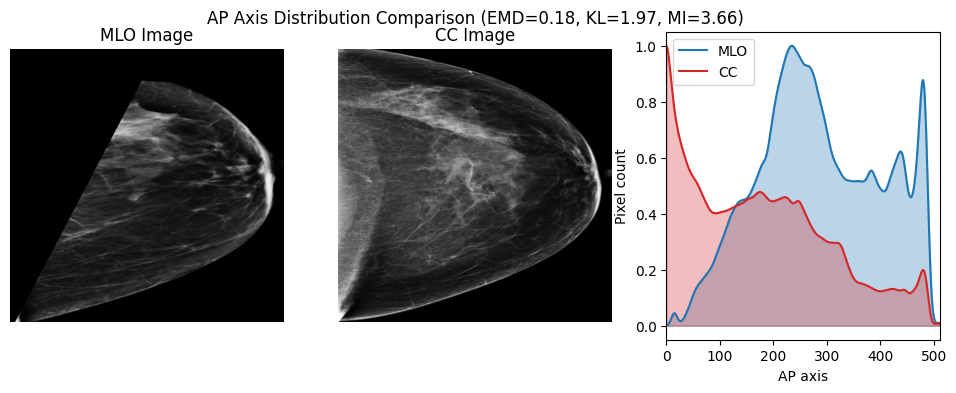 AP Axis Distribution Comparison (EMD=0.18, KL=1.97, MI=3.66)
MLO Image
CC Image
MLO
CC
Pixel count
1.0
0.8
0.6
0.4
0.2
0.0
0 100 200 300 400 500
AP axis